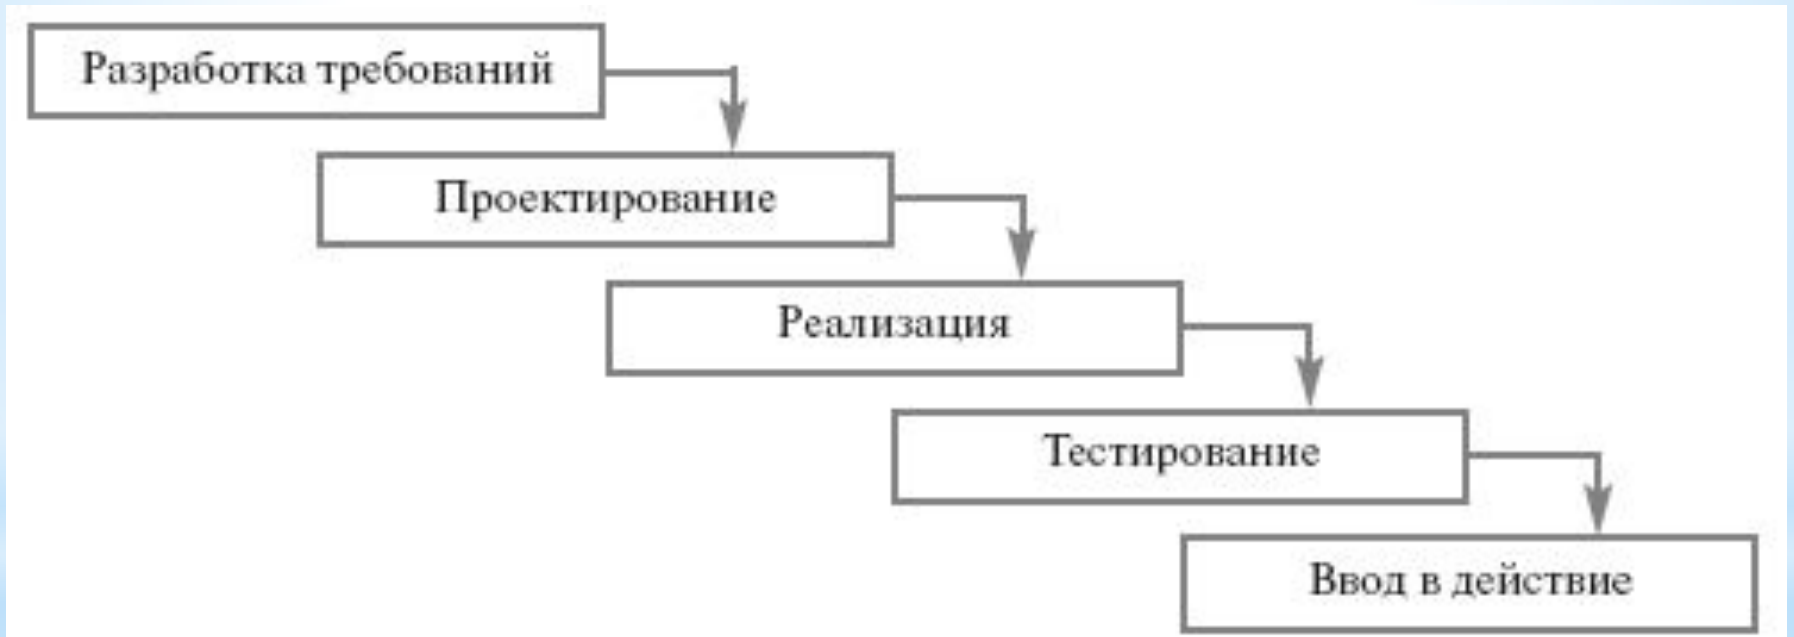 Разработка требований
Проектирование
Реализация
Тестирование
Ввод в действие